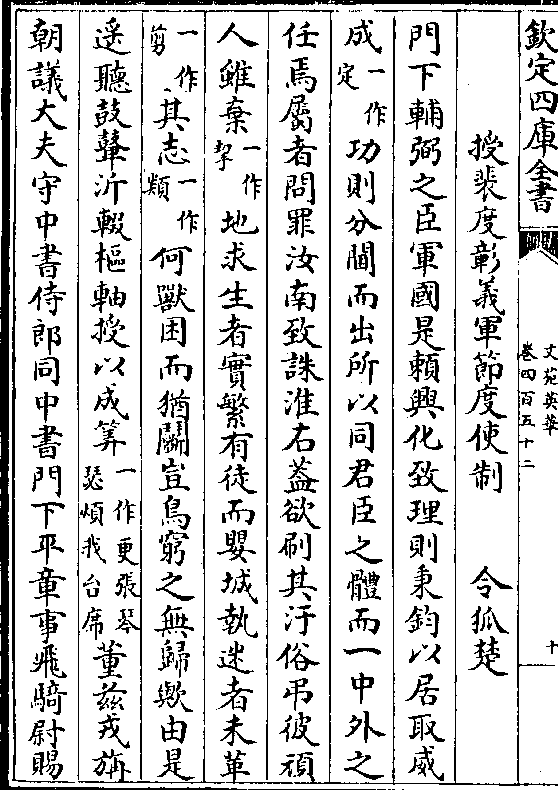 欽定四庫全書
文苑英華
卷四百五十二
十
授裴度彰義軍節度使制 令狐楚
門下輔弼之臣軍國是賴興化致理則秉鈞以居取威
成一作定功則分閫而出所以同君臣之體而一中外之
任焉屬者問罪汝南致誅淮右蓋欲刷其汙俗弔彼頑
人雖棄一作挈地求生者實繁有徒而嬰城執迷者未革
一作剪其志一作類何獸困而猶鬬豈鳥窮之無歸歟由是
遥聽鼓鼙沂輟樞軸授以成筭一作更張琴瑟煩我台席董兹戎旃
朝議大夫守中書侍郎同中書門下平章事飛騎尉賜